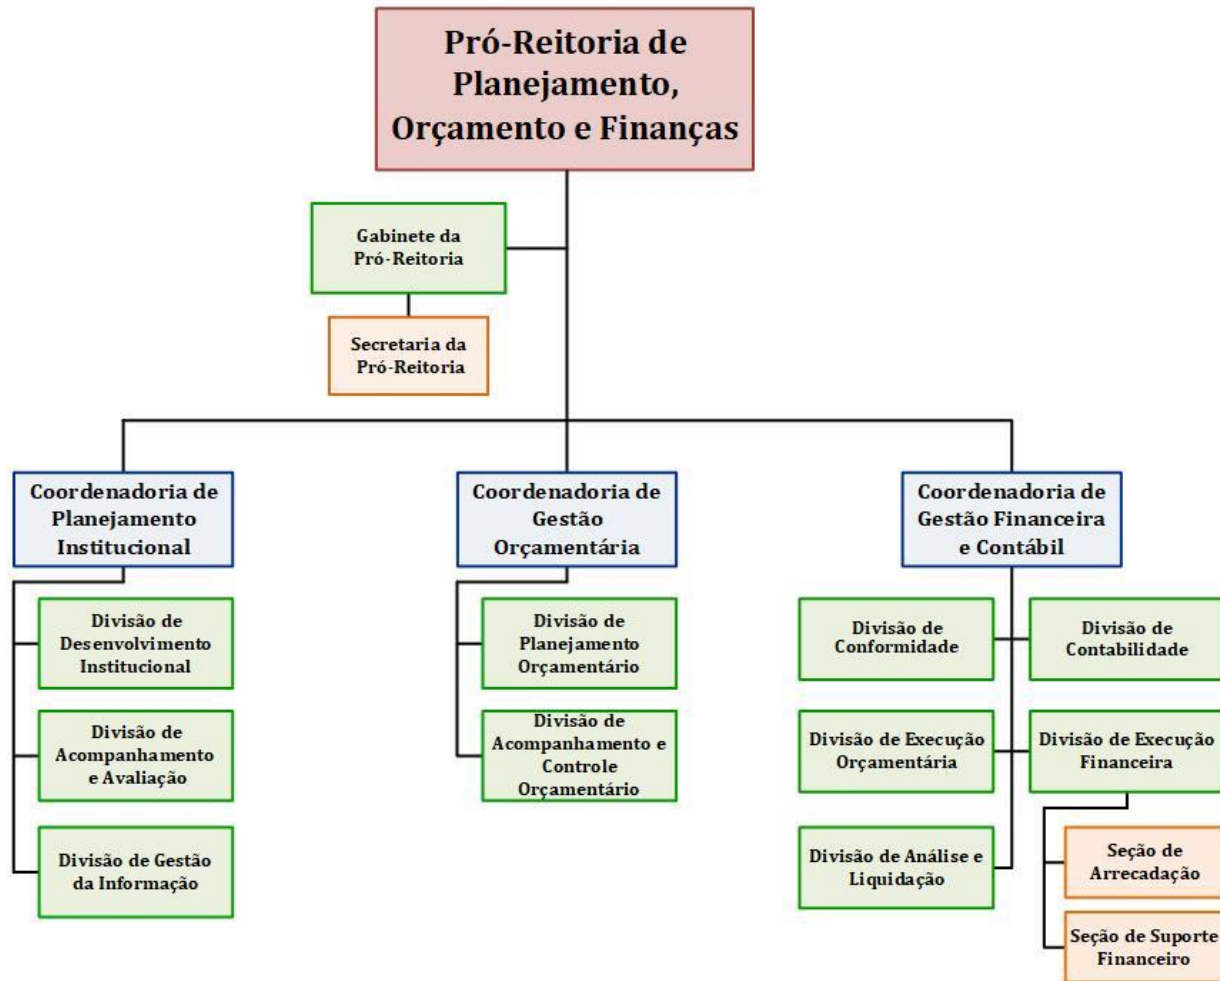 Pró-Reitoria de
Planejamento,
Orçamento e Finanças
Gabinete da
Pró-Reitoria
Secretaria da
Pró-Reitoria
Coordenadoria de
Planejamento
Institucional
Divisão de
Desenvolvimento
Institucional
Divisão de
Acompanhamento
e Avaliação
Divisão de Gestão
da Informação
Coordenadoria de
Gestão
Orçamentária
Divisão de
Planejamento
Orçamentário
Divisão de
Acompanhamento e
Controle
Orçamentário
Coordenadoria de
Gestão Financeira
e Contábil
Divisão de
Conformidade
Divisão de
Contabilidade
Divisão de Execução
Orçamentária
Divisão de Execução
Financeira
Divisão de Análise e
Liquidação
Seção de
Arrecadação
Seção de Suporte
Financeiro